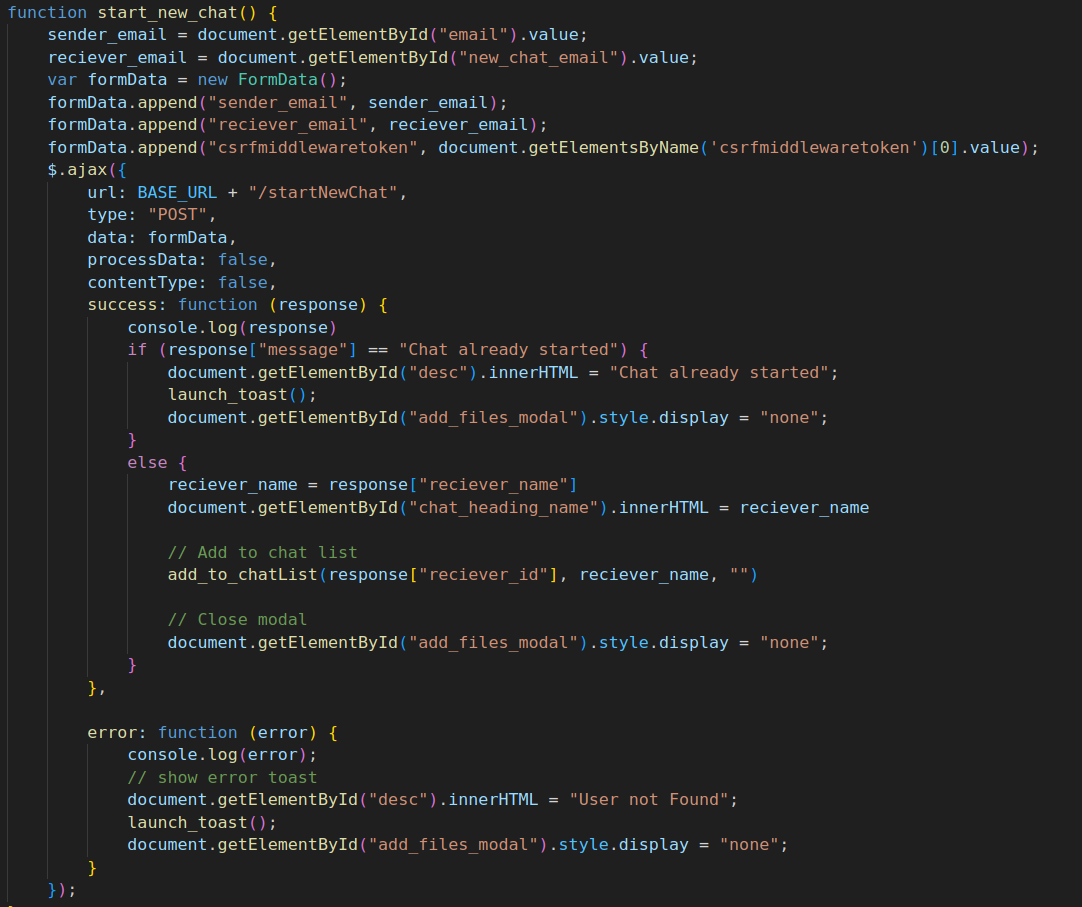 function start_new_chat() {
    sender_email = document.getElementById("email").value;
    reciever_email = document.getElementById("new_chat_email").value;
    var formData = new FormData();
    formData.append("sender_email", sender_email);
    formData.append("reciever_email", reciever_email);
    formData.append("csrfmiddlewaretoken", document.getElementsByName('csrfmiddlewaretoken')[0].value);
    $.ajax({
        url: BASE_URL + "/startNewChat",
        type: "POST",
        data: formData,
        processData: false,
        contentType: false,
        success: function (response) {
            console.log(response)
            if (response["message"] == "Chat already started") {
                document.getElementById("desc").innerHTML = "Chat already started";
                launch_toast();
                document.getElementById("add_files_modal").style.display = "none";
            }
            else {
                reciever_name = response["reciever_name"]
                document.getElementById("chat_heading_name").innerHTML = reciever_name

                // Add to chat list
                add_to_chatList(response["reciever_id"], reciever_name, "")

                // Close modal
                document.getElementById("add_files_modal").style.display = "none";
            }
        },

        error: function (error) {
            console.log(error);
            // show error toast
            document.getElementById("desc").innerHTML = "User not Found";
            launch_toast();
            document.getElementById("add_files_modal").style.display = "none";
        }
    });